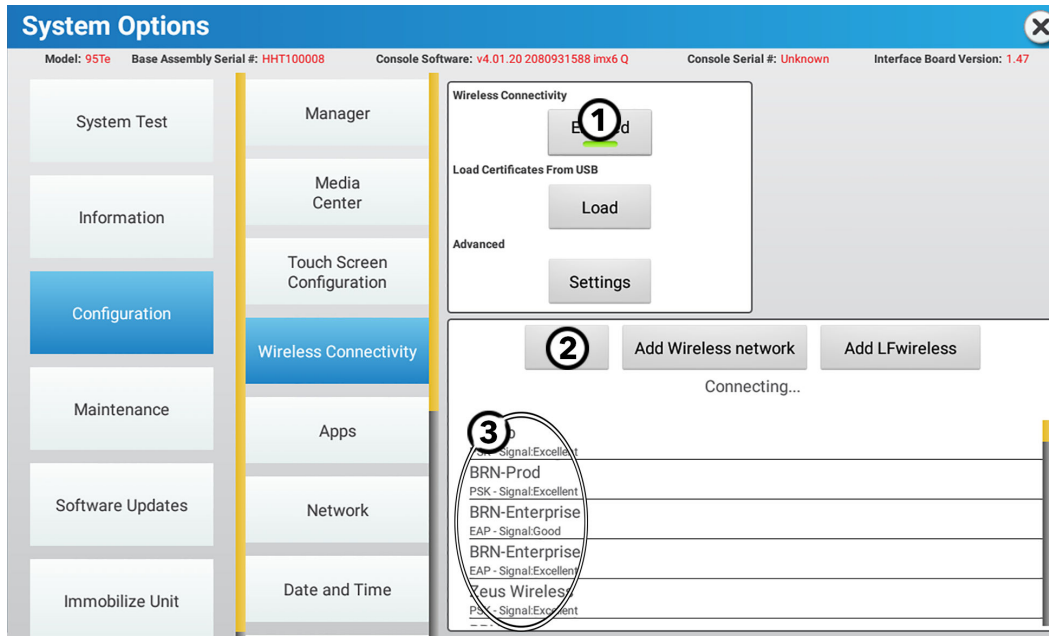 System Options
Model: 95Te Base Assembly Serial #: HHT100008 Console Software: v4.01.20 2080931588 imx6 Q Console Serial #: Unknown Interface Board Version: 1.47
System Test
Information
Configuration
Maintenance
Software Updates
Immobilize Unit
Manager
Media
Center
Touch Screen
Configuration
Wireless Connectivity
Apps
Network
Date and Time
Wireless Connectivity
1
Load Certificates From USB
Load
Advanced
Settings
2 Add Wireless network Add LFwireless
Connecting...
3
PSK - Signal:Excellent
BRN-Prod
PSK - Signal:Excellent
BRN-Enterprise
EAP - Signal:Good
BRN-Enterprise
EAP - Signal:Excellent
Zeus Wireless
PSK - Signal:Excellent